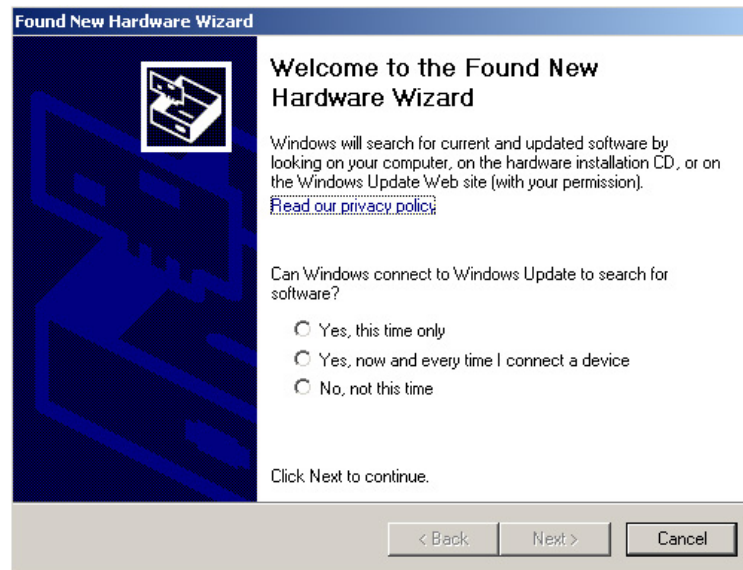 Found New Hardware Wizard
Welcome to the Found New
Hardware Wizard
Windows will search for current and updated software by
looking on your computer, on the hardware installation CD, or on
the Windows Update Web site (with your permission).
Read our privacy policy
Can Windows connect to Windows Update to search for
software?
Yes, this time only
Yes, now and every time I connect a device
No, not this time
Click Next to continue.
< Back
Next >
Cancel